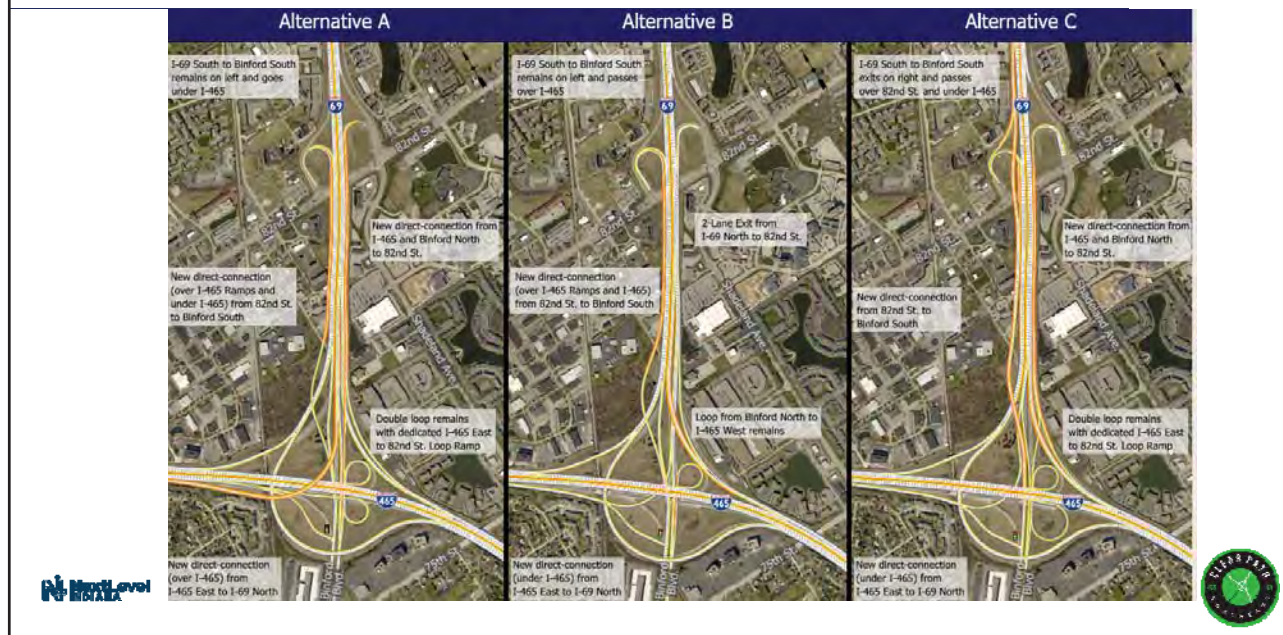 Alternative A
I-69 South to Binford South
remains on left and goes
under I-465
69
82nd St.
82nd St.
New direct-connection from
I-465 and Binford North
to 82nd St.
New direct-connection
(over I-465 Ramps and
under I-465) from 82nd St.
to Binford South
Shadeland Ave.
Double loop remains
with dedicated I-465 East
to 82nd St. Loop Ramp
465
75th St.
New direct-connection
(over I-465) from
I-465 East to I-69 North
Binford
Blvd
Alternative B
I-69 South to Binford South
remains on left and passes
over I-465
69
82nd St.
82nd St.
2-Lane Exit from
I-69 North to 82nd St.
New direct-connection
(over I-465 Ramps and I-465)
from 82nd St. to Binford South
Shadeland Ave.
Loop from Binford North to
I-465 West remains
465
75th St.
New direct-connection
(under I-465) from
I-465 East to I-69 North
Binford
Blvd
Alternative C
I-69 South to Binford South
exits on right and passes
over 82nd St. and under I-465
69
82nd St.
82nd St.
New direct-connection from
I-465 and Binford North
to 82nd St.
New direct-connection
from 82nd St. to
Binford South
Shadeland Ave.
Double loop remains
with dedicated I-465 East
to 82nd St. Loop Ramp
465
75th St.
New direct-connection
(under I-465) from
I-465 East to I-69 North
Binford
Blvd
NextLevel
INDIANA
CLEAR PATH